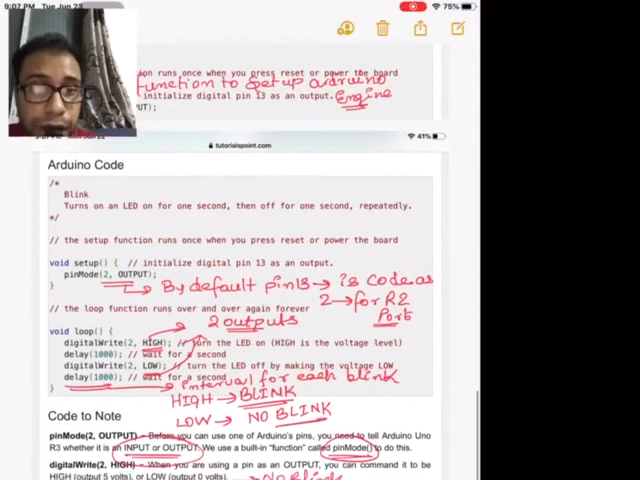 9:07 PM Tue Jun 23
75%
ion runs once when you press reset or power the board
function to setup arduino
initialize digital pin 13 as an output.
Engine
UT);
41%
tutorialspoint.com
Arduino Code
/*
Blink
Turns on an LED on for one second, then off for one second, repeatedly.
*/
// the setup function runs once when you press reset or power the board
void setup() { // initialize digital pin 13 as an output.
pinMode(2, OUTPUT);
}
By default pin13 → is code as
2 → for R2
Port
// the loop function runs over and over again forever
2 outputs
void loop() {
digitalWrite(2, HIGH); // turn the LED on (HIGH is the voltage level)
delay(1000); // wait for a second
digitalWrite(2, LOW); // turn the LED off by making the voltage LOW
delay(1000); // wait for a second
}
interval for each blink
HIGH → BLINK
LOW → NO BLINK
Code to Note
pinMode(2, OUTPUT) – Before you can use one of Arduino's pins, you need to tell Arduino Uno
R3 whether it is an INPUT or OUTPUT. We use a built-in "function" called pinMode() to do this.
digitalWrite(2, HIGH) – When you are using a pin as an OUTPUT, you can command it to be
HIGH (output 5 volts), or LOW (output 0 volts).